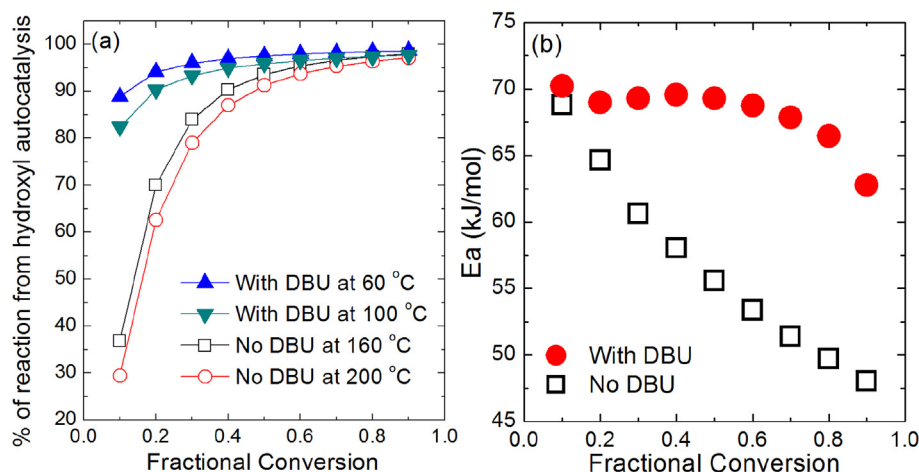 (a)
% of reaction from hydroxyl autocatalysis
100
90
80
70
60
50
40
30
20
With DBU at 60 °C
With DBU at 100 °C
No DBU at 160 °C
No DBU at 200 °C
0.0 0.2 0.4 0.6 0.8 1.0
Fractional Conversion
(b)
Ea (kJ/mol)
75
70
65
60
55
50
45
With DBU
No DBU
0.0 0.2 0.4 0.6 0.8 1.0
Fractional Conversion